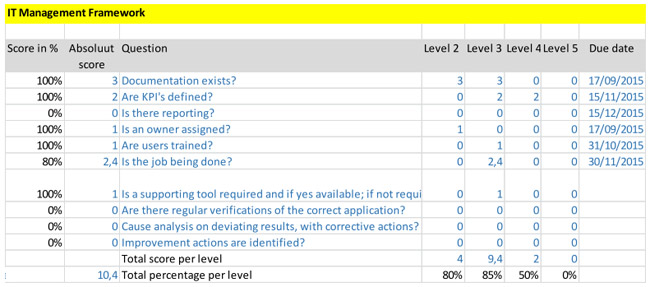 IT Management Framework
Score in % Absoluut score Question Level 2 Level 3 Level 4 Level 5 Due date
100% 3 Documentation exists? 3 3 0 0 17/09/2015
100% 2 Are KPI's defined? 0 2 2 0 15/11/2015
0% 0 Is there reporting? 0 0 0 0 15/12/2015
100% 1 Is an owner assigned? 1 0 0 0 17/09/2015
100% 1 Are users trained? 0 1 0 0 31/10/2015
80% 2,4 Is the job being done? 0 2,4 0 0 30/11/2015
100% 1 Is a supporting tool required and if yes available; if not requi 0 1 0 0
0% 0 Are there regular verifications of the correct application? 0 0 0 0
0% 0 Cause analysis on deviating results, with corrective actions? 0 0 0 0
0% 0 Improvement actions are identified? 0 0 0 0
Total score per level 4 9,4 2 0
10,4 Total percentage per level 80% 85% 50% 0%